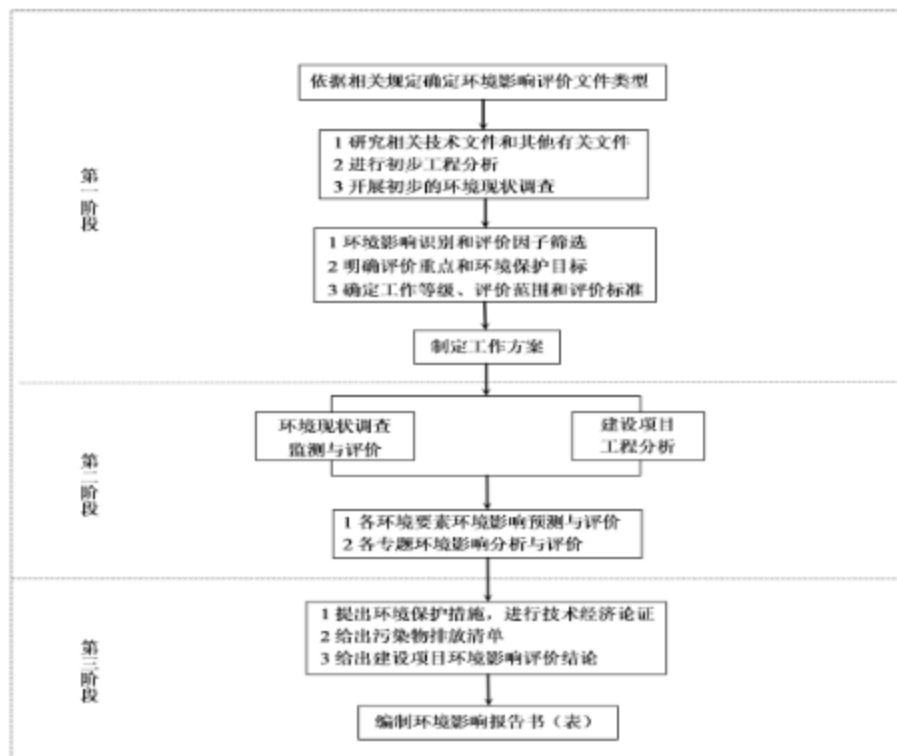 依据相关规定确定环境影响评价文件类型
1 研究相关技术文件和其他有关文件
2 进行初步工程分析
3 开展初步的环境现状调查
第一阶段
1 环境影响识别和评价因子筛选
2 明确评价重点和环境保护目标
3 确定工作等级、评价范围和评价标准
制定工作方案
环境现状调查
监测与评价
建设项目
工程分析
第二阶段
1 各环境要素环境影响预测与评价
2 各专题环境影响分析与评价
1 提出环境保护措施，进行技术经济论证
2 给出污染物排放清单
3 给出建设项目环境影响评价结论
第三阶段
编制环境影响报告书（表）